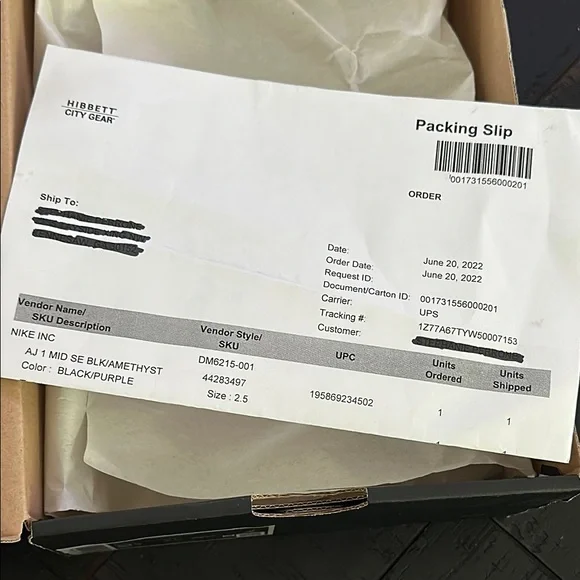 HIBBETT
CITY GEAR
Packing Slip
001731556000201
ORDER
Ship To:
Date: June 20, 2022
Order Date: June 20, 2022
Request ID:
Document/Carton ID: 001731556000201
Carrier: UPS
Tracking #: 1Z77A67TYW50007153
Customer:
Vendor Name/ SKU Description
Vendor Style/ SKU
UPC
Units Ordered
Units Shipped
NIKE INC
AJ 1 MID SE BLK/AMETHYST
Color : BLACK/PURPLE
DM6215-001
44283497
Size : 2.5
195869234502
1
1